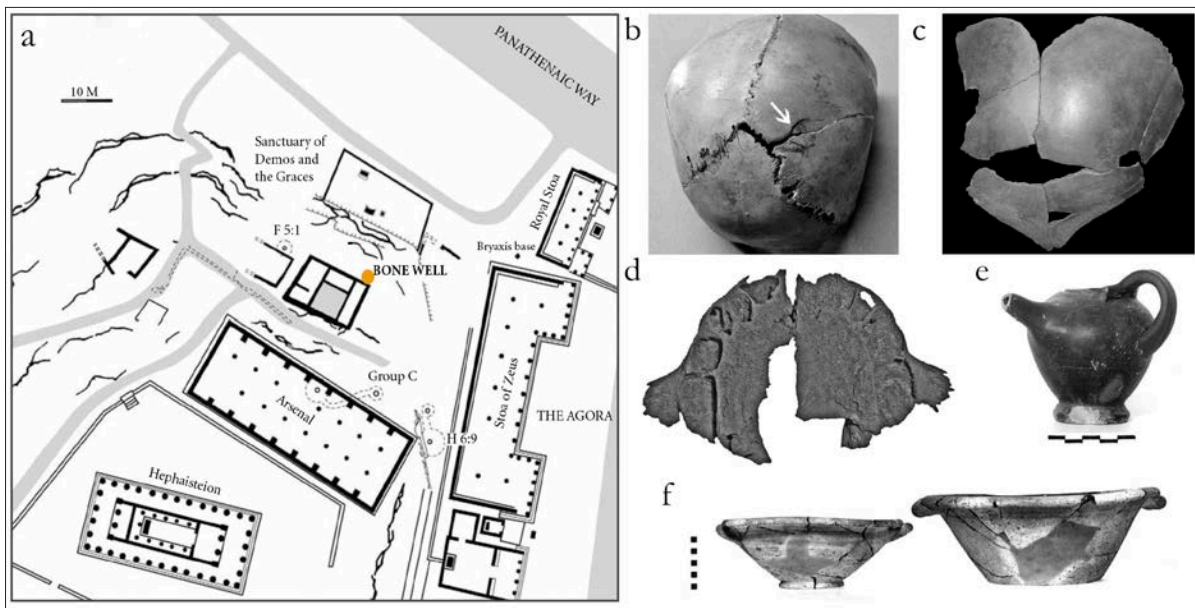 a
10 M
PANATHENAIC WAY
Sanctuary of
Demos and
the Graces
Royal Stoa
F 5:1
Bryaxis base
BONE WELL
Group C
Arsenal
Stoa of Zeus
THE AGORA
H 6:9
Hephaisteion
b
c
d
e
f